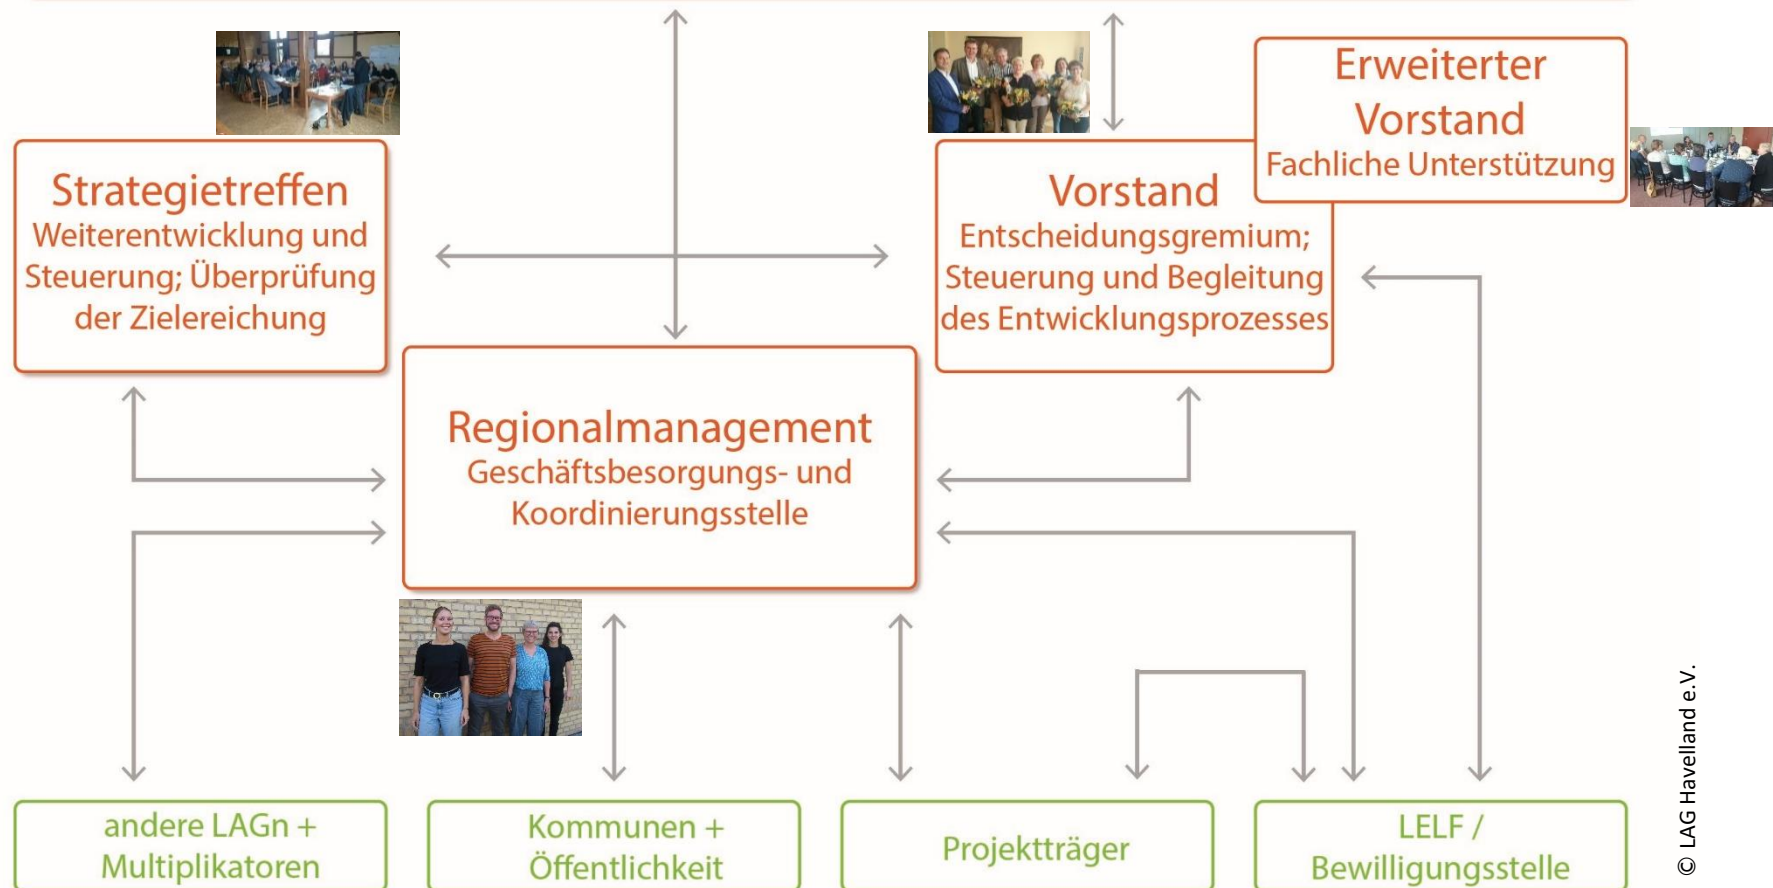 Erweiterter
Vorstand
Fachliche Unterstützung
Strategietreffen
Weiterentwicklung und
Steuerung; Überprüfung
der Zielereichung
Vorstand
Entscheidungsgremium;
Steuerung und Begleitung
des Entwicklungsprozesses
Regionalmanagement
Geschäftsbesorgungs- und
Koordinierungsstelle
andere LAGn +
Multiplikatoren
Kommunen +
Öffentlichkeit
Projektträger
LELF /
Bewilligungsstelle
© LAG Havelland e.V.